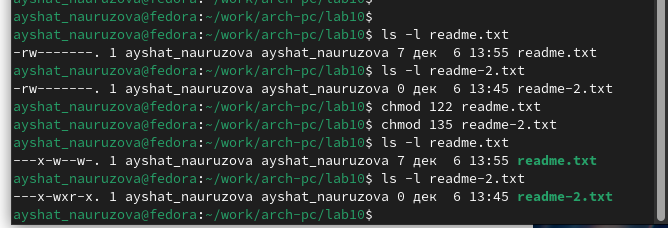 ayshat_nauruzova@fedora:~/work/arch-pc/lab10$
ayshat_nauruzova@fedora:~/work/arch-pc/lab10$ ls -l readme.txt
-rw-------. 1 ayshat_nauruzova ayshat_nauruzova 7 дек  6 13:55 readme.txt
ayshat_nauruzova@fedora:~/work/arch-pc/lab10$ ls -l readme-2.txt
-rw-------. 1 ayshat_nauruzova ayshat_nauruzova 0 дек  6 13:45 readme-2.txt
ayshat_nauruzova@fedora:~/work/arch-pc/lab10$ chmod 122 readme.txt
ayshat_nauruzova@fedora:~/work/arch-pc/lab10$ chmod 135 readme-2.txt
ayshat_nauruzova@fedora:~/work/arch-pc/lab10$ ls -l readme.txt
---x-w--w-. 1 ayshat_nauruzova ayshat_nauruzova 7 дек  6 13:55 readme.txt
ayshat_nauruzova@fedora:~/work/arch-pc/lab10$ ls -l readme-2.txt
---x-wxr-x. 1 ayshat_nauruzova ayshat_nauruzova 0 дек  6 13:45 readme-2.txt
ayshat_nauruzova@fedora:~/work/arch-pc/lab10$